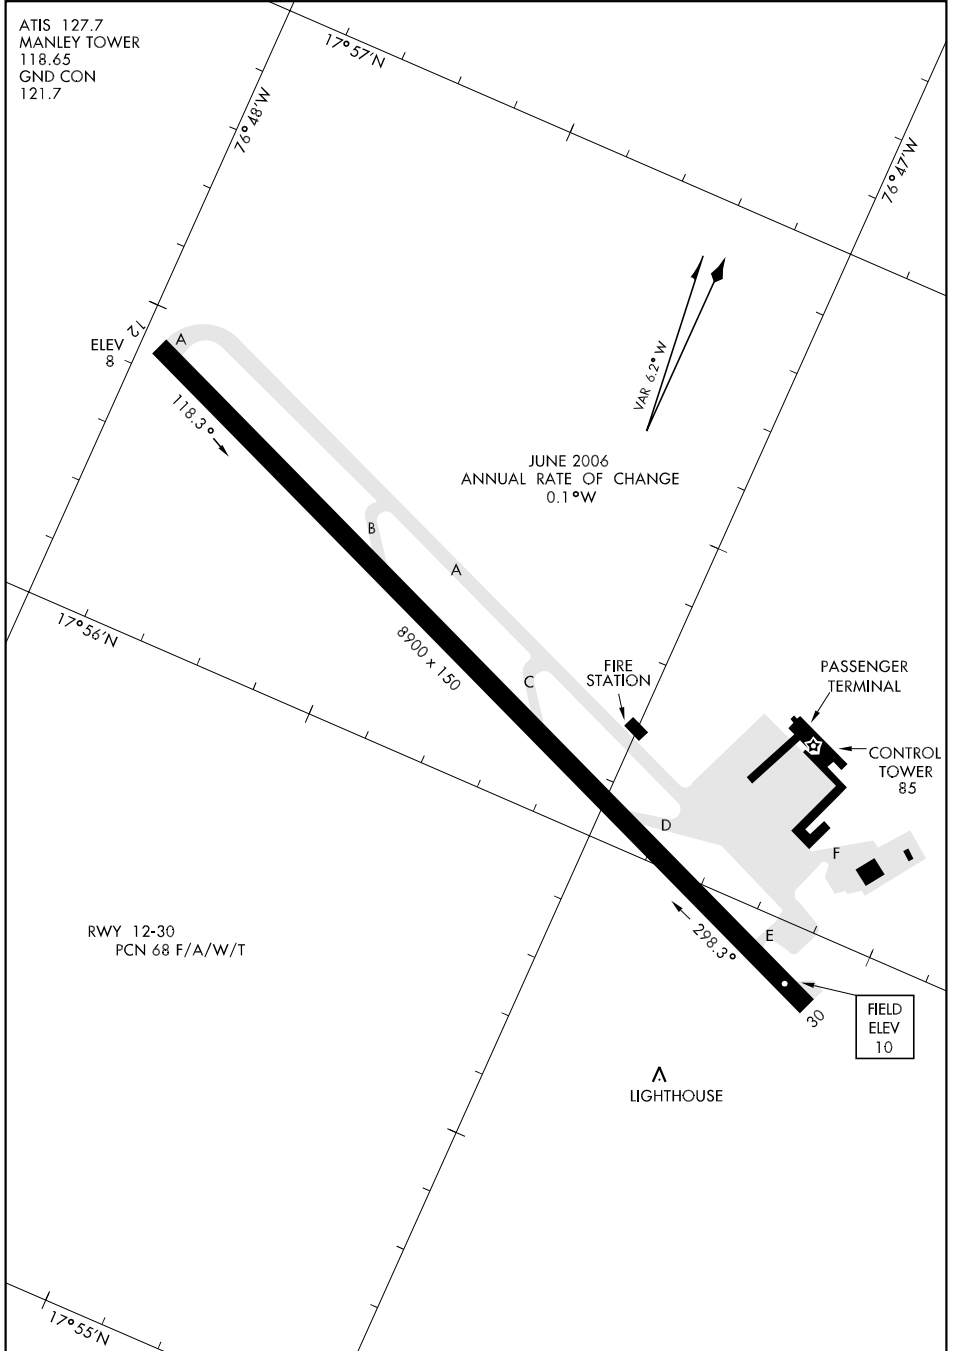 ATIS 127.7
MANLEY TOWER
118.65
GND CON
121.7
17°57'N
76°48'W
76°47'W
12
ELEV
8
A
118.3°
VAR 6.2° W
JUNE 2006
ANNUAL RATE OF CHANGE
0.1°W
B
A
17°56'N
8900 x 150
C
FIRE
STATION
PASSENGER
TERMINAL
CONTROL
TOWER
85
D
F
RWY 12-30
PCN 68 F/A/W/T
298.3°
E
30
FIELD
ELEV
10
LIGHTHOUSE
17°55'N